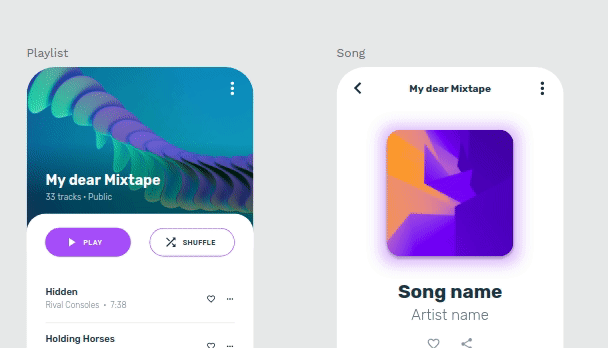 Playlist
Song
My dear Mixtape
33 tracks • Public
PLAY
SHUFFLE
Hidden
Rival Consoles • 7:38
Holding Horses
My dear Mixtape
Song name
Artist name